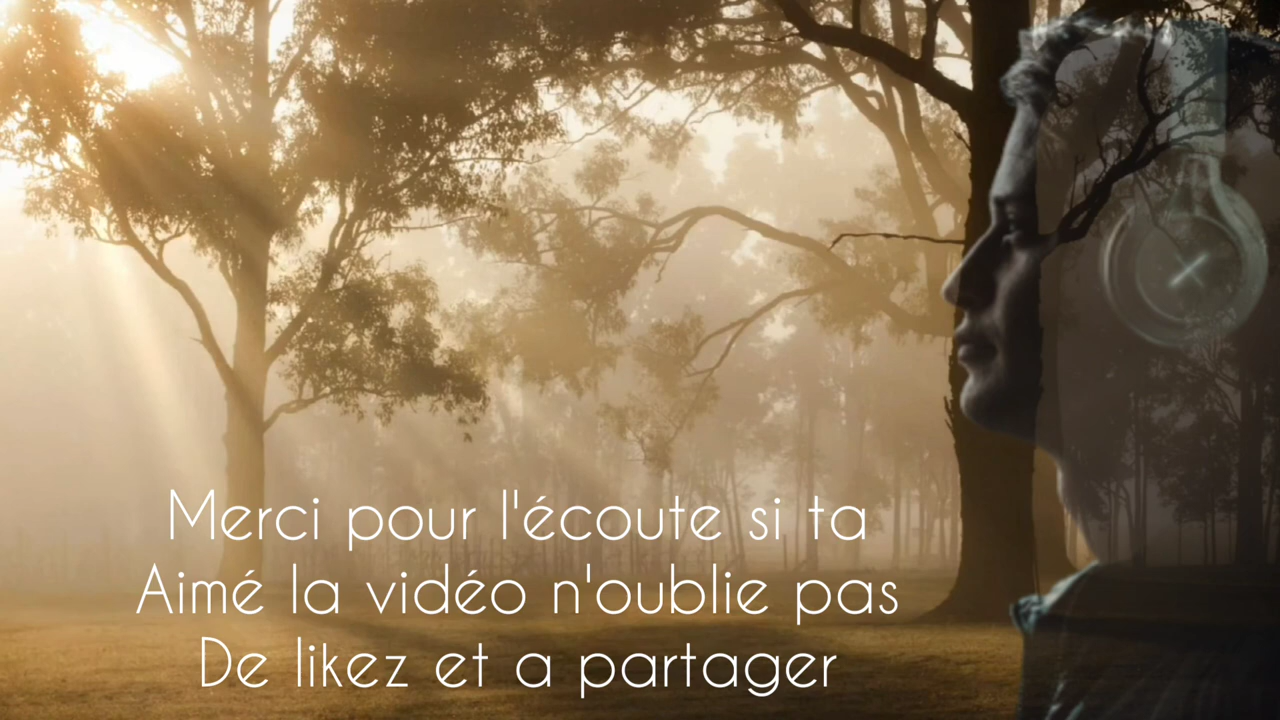 Merci pour l'écoute si ta
Aimé la vidéo n'oublie pas
De likez et a partager